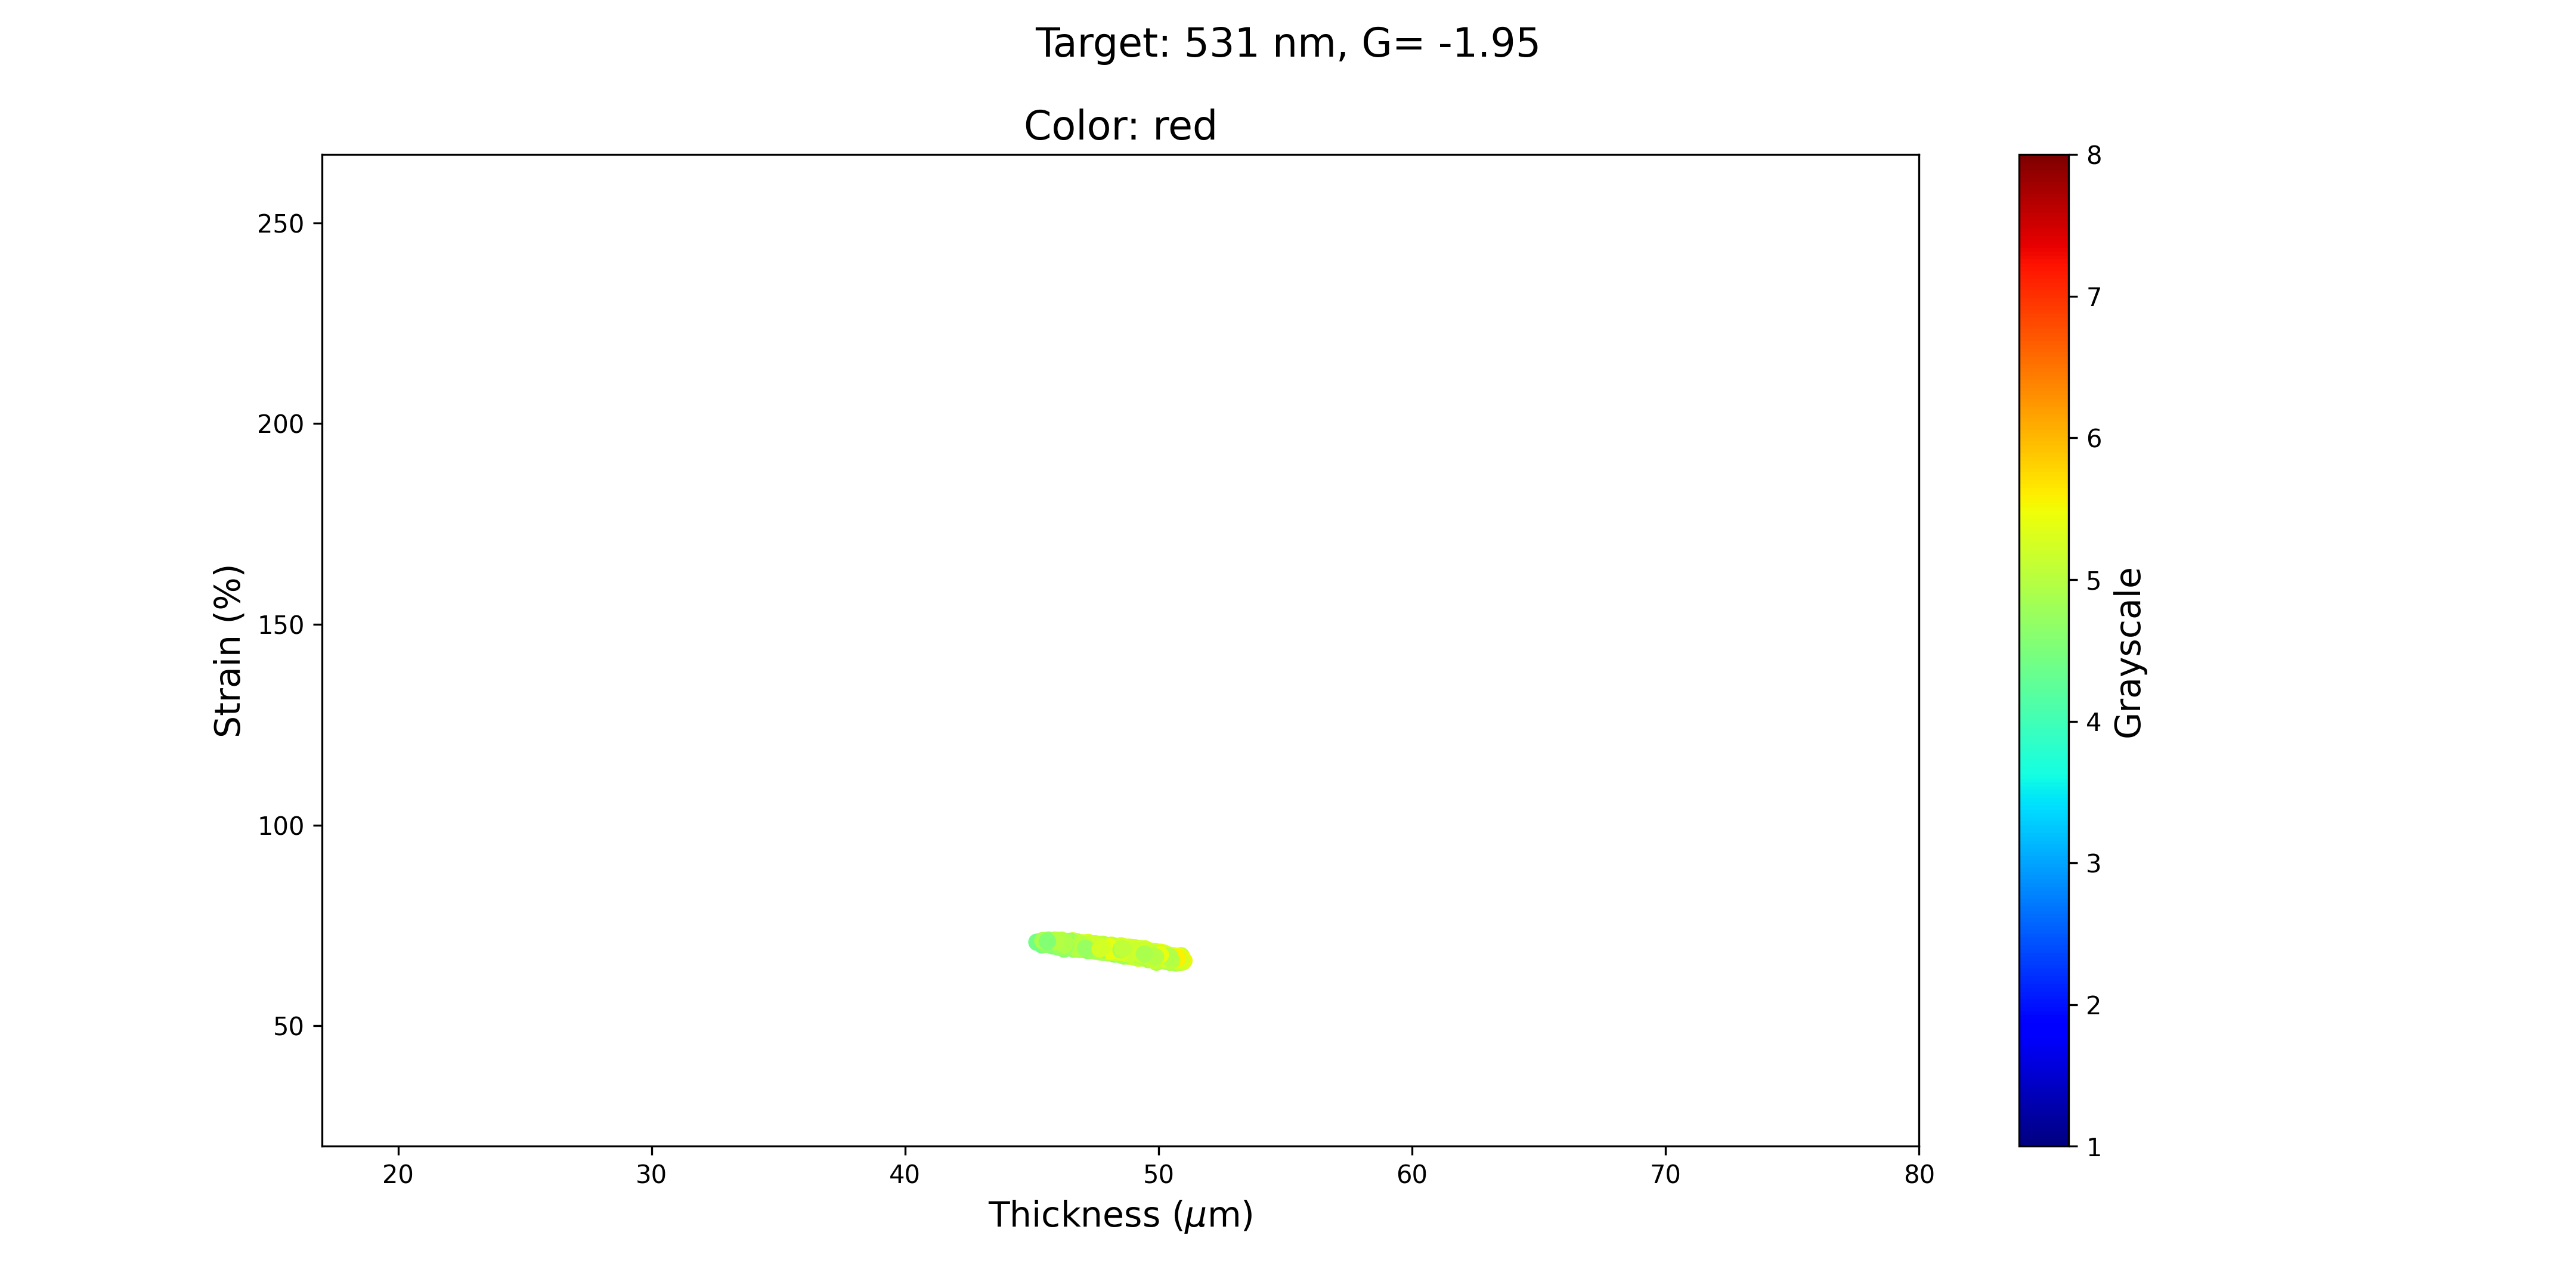 Target: 531 nm, G= -1.95
Color: red
250
200
150
100
50
Strain (%)
20 30 40 50 60 70 80
Thickness (μm)
8
7
6
5
4
3
2
1
Grayscale